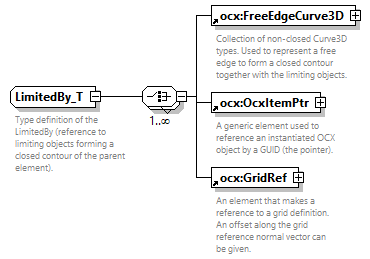 ocx:FreeEdgeCurve3D
Collection of non-closed Curve3D
types. Used to represent a free
edge to form a closed contour
together with the limiting objects.
LimitedBy_T
Type definition of the
LimitedBy (reference to
limiting objects forming a
closed contour of the parent
element).
1..∞
ocx:OcxItemPtr
A generic element used to
reference an instantiated OCX
object by a GUID (the pointer).
ocx:GridRef
An element that makes a
reference to a grid definition.
An offset along the grid
reference normal vector can
be given.